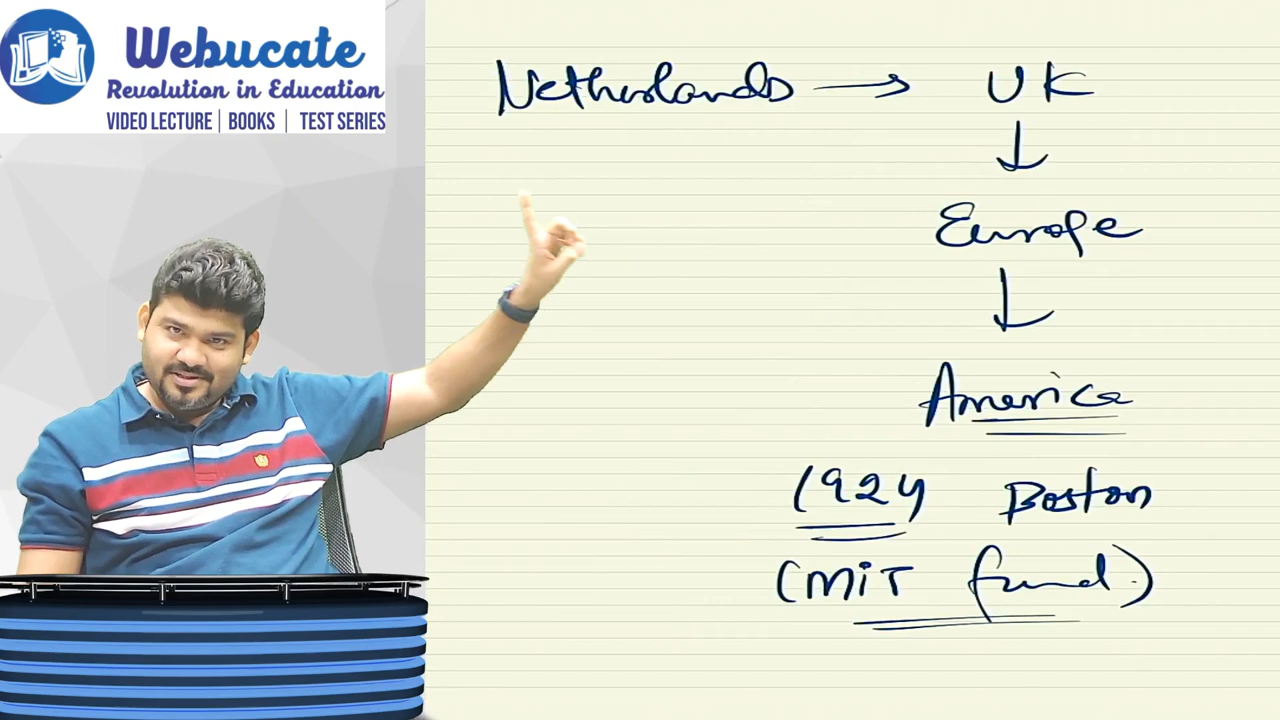 Webucate
Revolution in Education
VIDEO LECTURE | BOOKS | TEST SERIES
Netherlands → UK
↓
Europe
↓
America
1924 Boston
(MIT fund)